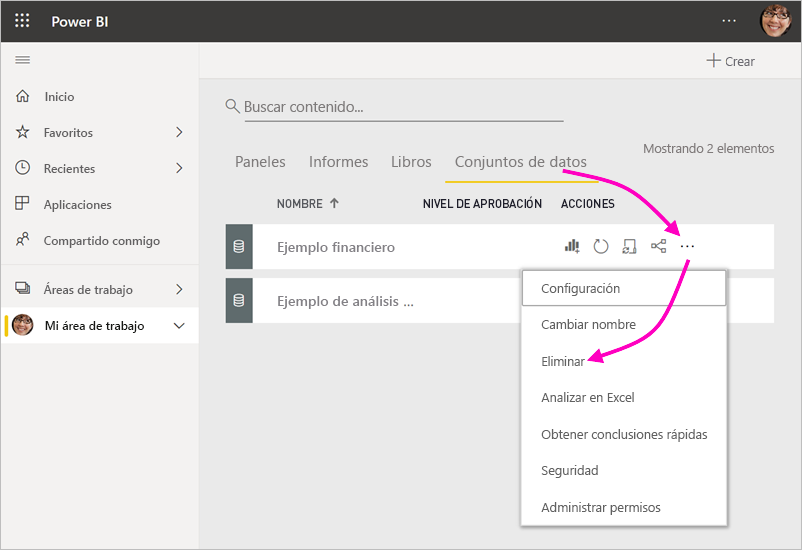 Power BI
Crear
Inicio
Favoritos
Recientes
Aplicaciones
Compartido conmigo
Áreas de trabajo
Mi área de trabajo
Buscar contenido...
Paneles Informes Libros Conjuntos de datos
Mostrando 2 elementos
NOMBRE NIVEL DE APROBACIÓN ACCIONES
Ejemplo financiero
Ejemplo de análisis ...
Configuración
Cambiar nombre
Eliminar
Analizar en Excel
Obtener conclusiones rápidas
Seguridad
Administrar permisos